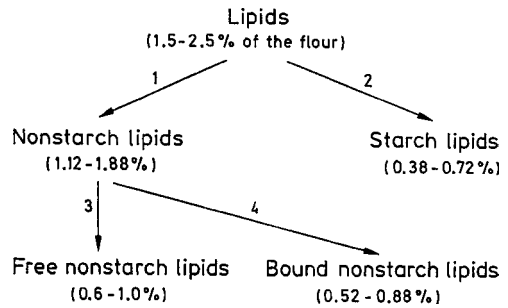 Lipids
(1.5-2.5% of the flour)
1
2
Nonstarch lipids
(1.12-1.88%)
Starch lipids
(0.38-0.72%)
3
4
Free nonstarch lipids
(0.6-1.0%)
Bound nonstarch lipids
(0.52-0.88%)